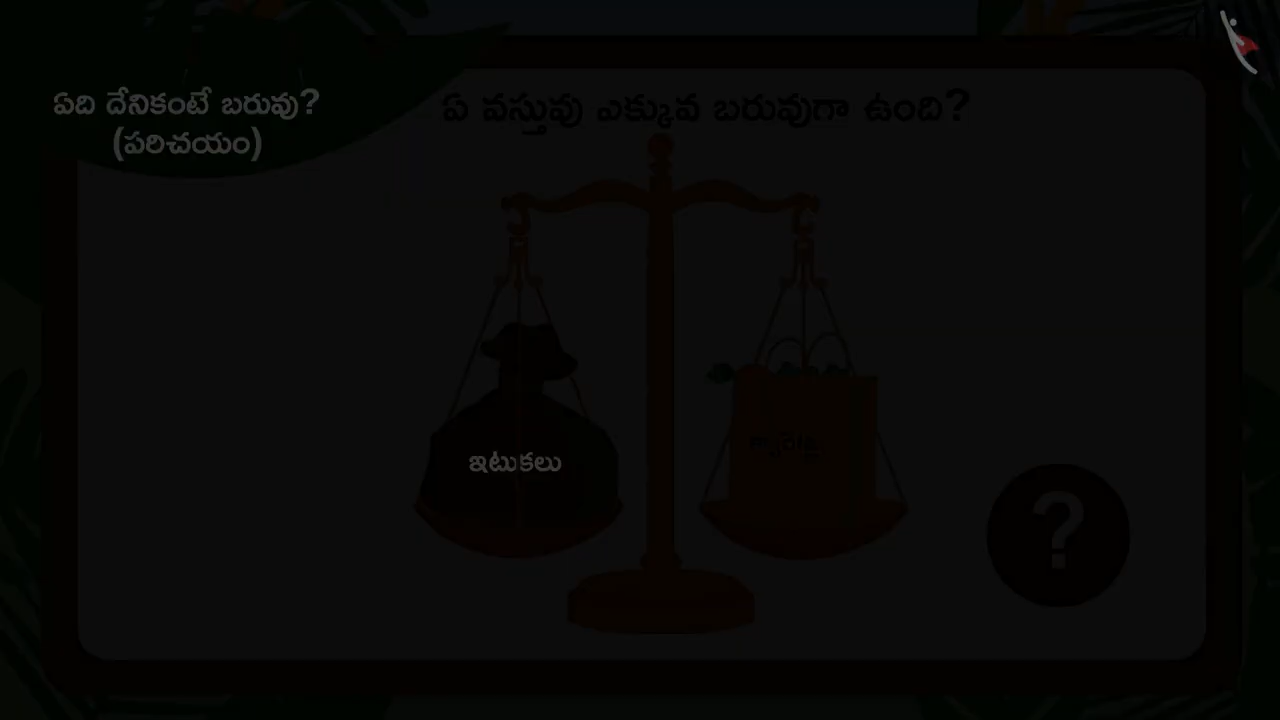 ఏది దేనికంటే బరువు?
(పరిచయం)
ఏ వస్తువు ఎక్కువ బరువుగా ఉంది?
ఇటుకలు
?